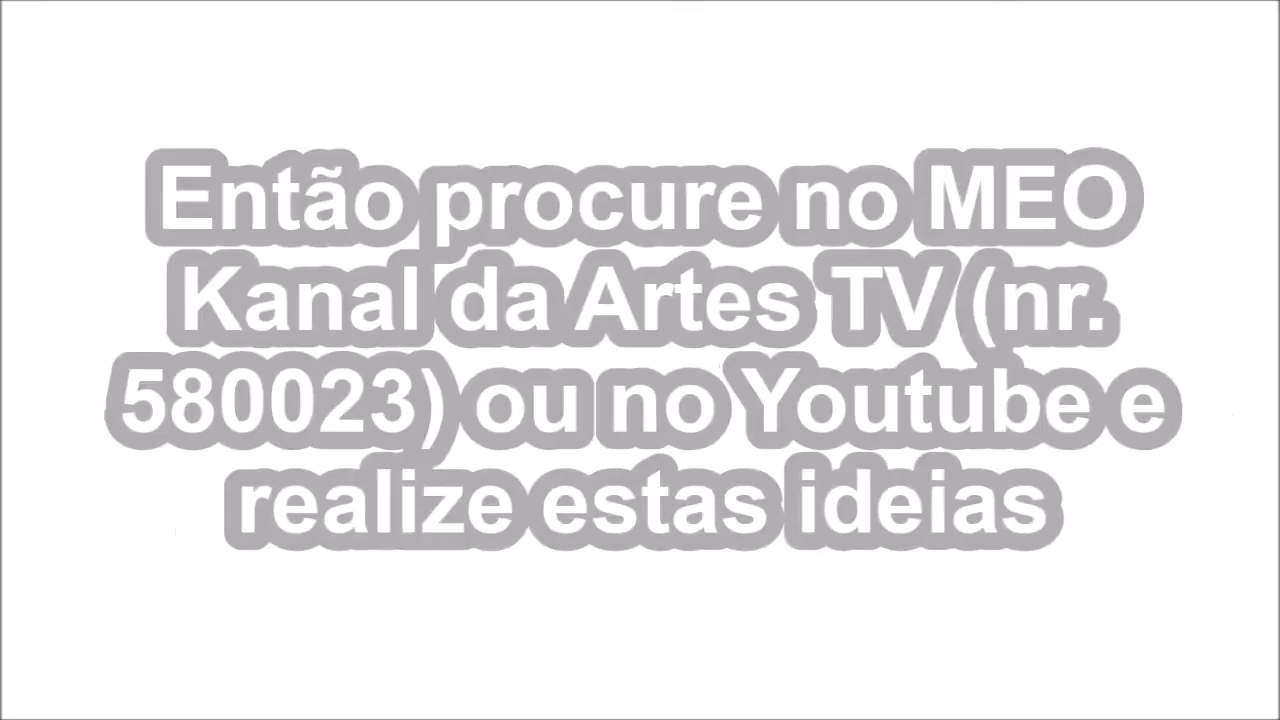 Então procure no MEO
Kanal da Artes TV (nr.
580023) ou no Youtube e
realize estas ideias